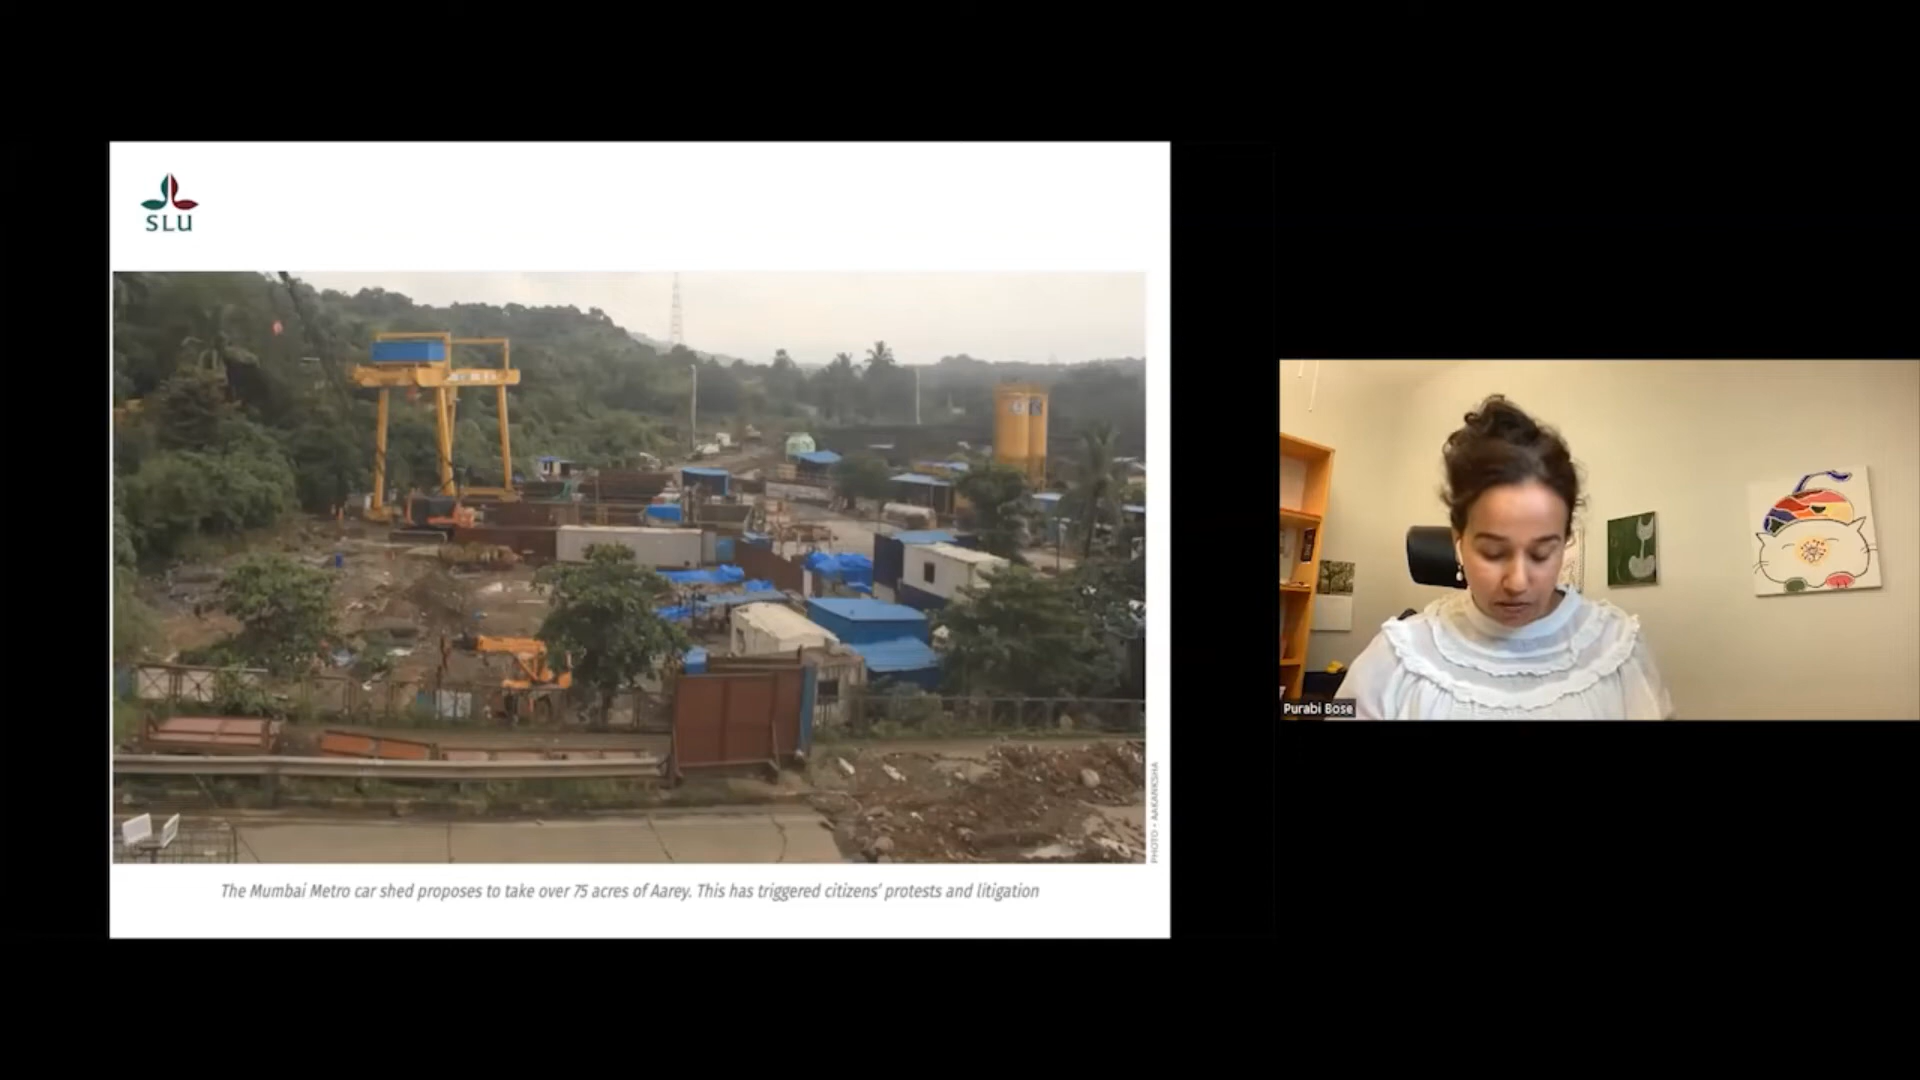 SLU
PHOTO - AAKANKSHA
The Mumbai Metro car shed proposes to take over 75 acres of Aarey. This has triggered citizens' protests and litigation
Purabi Bose